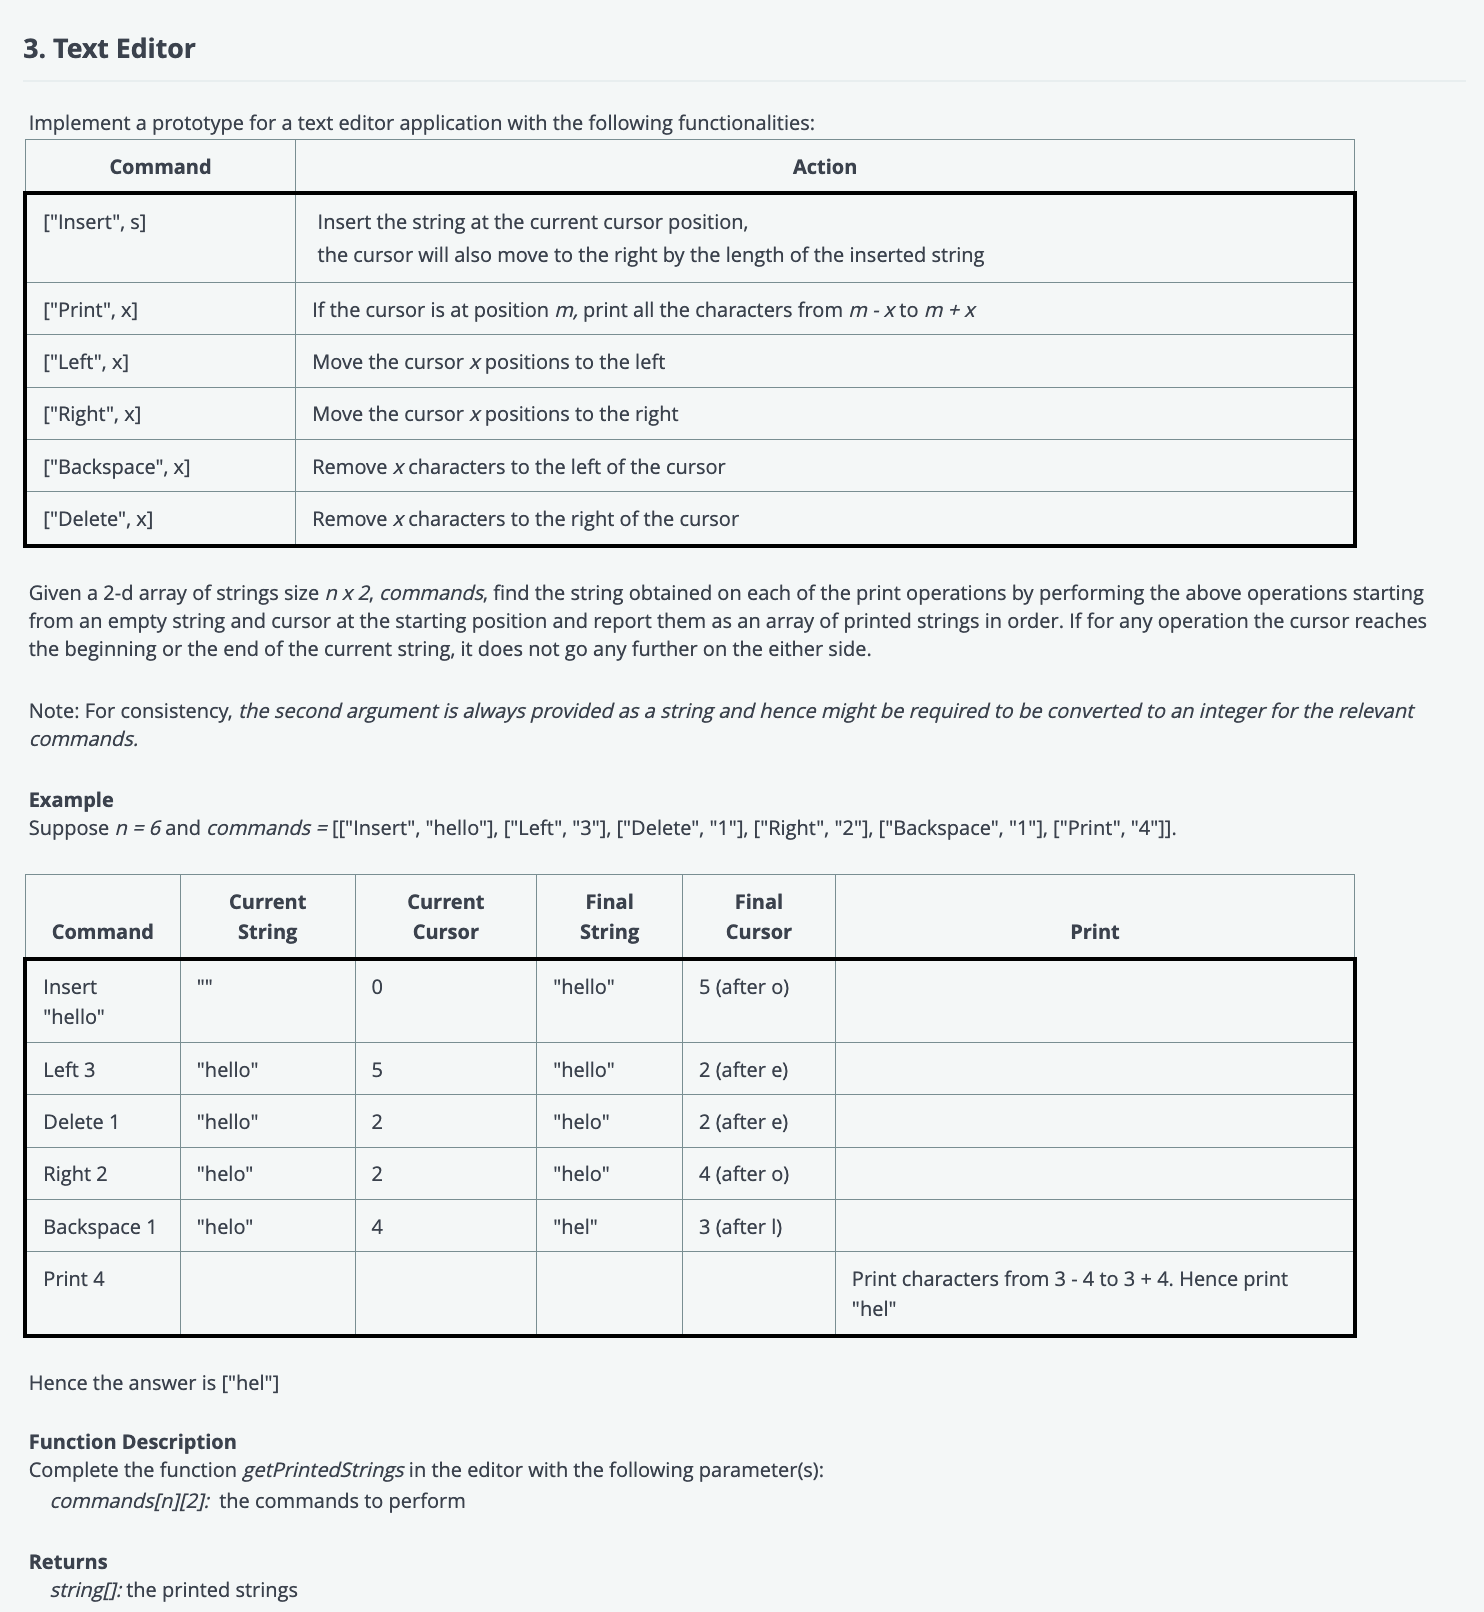 3. Text Editor
Implement a prototype for a text editor application with the following functionalities:
Command Action
["Insert", s] Insert the string at the current cursor position,
the cursor will also move to the right by the length of the inserted string
["Print", x] If the cursor is at position m, print all the characters from m - x to m + x
["Left", x] Move the cursor x positions to the left
["Right", x] Move the cursor x positions to the right
["Backspace", x] Remove x characters to the left of the cursor
["Delete", x] Remove x characters to the right of the cursor
Given a 2-d array of strings size n x 2, commands, find the string obtained on each of the print operations by performing the above operations starting
from an empty string and cursor at the starting position and report them as an array of printed strings in order. If for any operation the cursor reaches
the beginning or the end of the current string, it does not go any further on the either side.
Note: For consistency, the second argument is always provided as a string and hence might be required to be converted to an integer for the relevant
commands.
Example
Suppose n = 6 and commands = [["Insert", "hello"], ["Left", "3"], ["Delete", "1"], ["Right", "2"], ["Backspace", "1"], ["Print", "4"]].
Current Current Final Final
Command String Cursor String Cursor Print
Insert "" 0 "hello" 5 (after o)
"hello"
Left 3 "hello" 5 "hello" 2 (after e)
Delete 1 "hello" 2 "helo" 2 (after e)
Right 2 "helo" 2 "helo" 4 (after o)
Backspace 1 "helo" 4 "hel" 3 (after l)
Print 4 Print characters from 3 - 4 to 3 + 4. Hence print
"hel"
Hence the answer is ["hel"]
Function Description
Complete the function getPrintedStrings in the editor with the following parameter(s):
commands[n][2]: the commands to perform
Returns
string[]: the printed strings